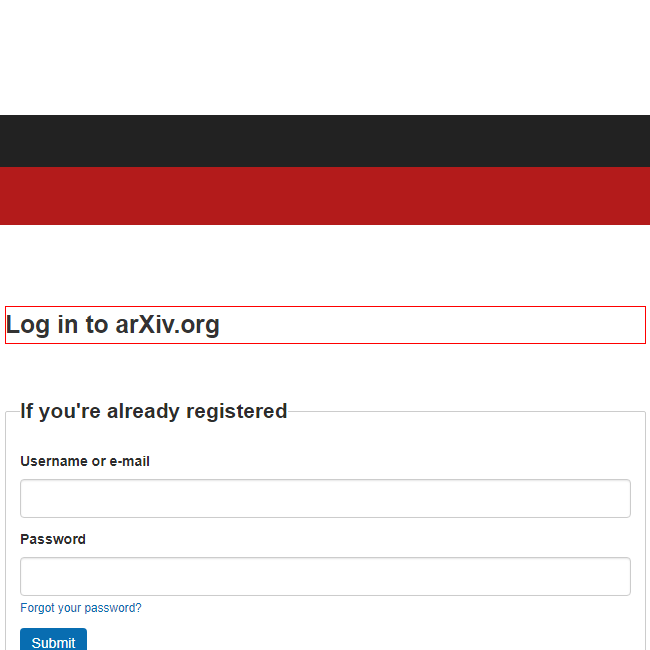 Log in to arXiv.org
If you're already registered
Username or e-mail
Password
Forgot your password?
Submit